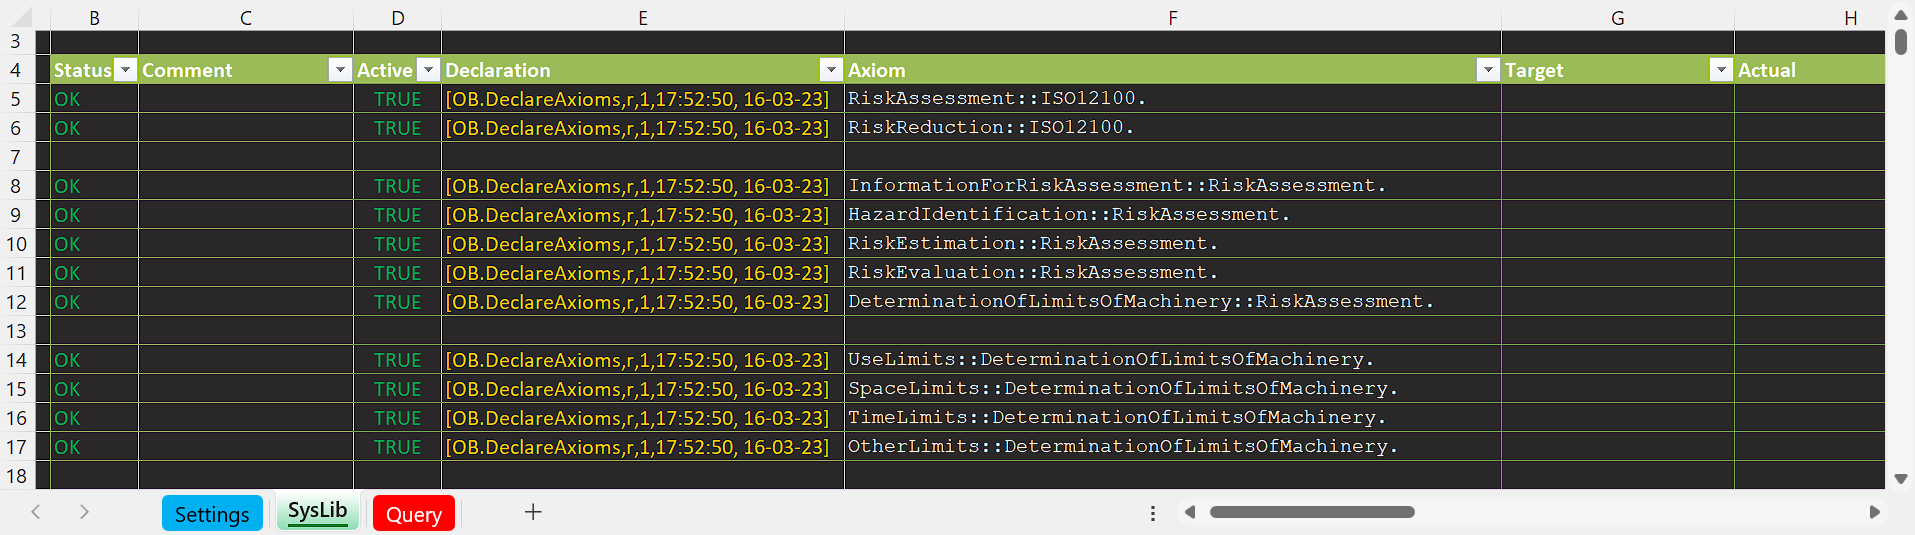 B C D E F G H
3
4 Status Comment Active Declaration Axiom Target Actual
5 OK TRUE [OB.DeclareAxioms,r,1,17:52:50, 16-03-23] RiskAssessment::ISO12100.
6 OK TRUE [OB.DeclareAxioms,r,1,17:52:50, 16-03-23] RiskReduction::ISO12100.
7
8 OK TRUE [OB.DeclareAxioms,r,1,17:52:50, 16-03-23] InformationForRiskAssessment::RiskAssessment.
9 OK TRUE [OB.DeclareAxioms,r,1,17:52:50, 16-03-23] HazardIdentification::RiskAssessment.
10 OK TRUE [OB.DeclareAxioms,r,1,17:52:50, 16-03-23] RiskEstimation::RiskAssessment.
11 OK TRUE [OB.DeclareAxioms,r,1,17:52:50, 16-03-23] RiskEvaluation::RiskAssessment.
12 OK TRUE [OB.DeclareAxioms,r,1,17:52:50, 16-03-23] DeterminationOfLimitsOfMachinery::RiskAssessment.
13
14 OK TRUE [OB.DeclareAxioms,r,1,17:52:50, 16-03-23] UseLimits::DeterminationOfLimitsOfMachinery.
15 OK TRUE [OB.DeclareAxioms,r,1,17:52:50, 16-03-23] SpaceLimits::DeterminationOfLimitsOfMachinery.
16 OK TRUE [OB.DeclareAxioms,r,1,17:52:50, 16-03-23] TimeLimits::DeterminationOfLimitsOfMachinery.
17 OK TRUE [OB.DeclareAxioms,r,1,17:52:50, 16-03-23] OtherLimits::DeterminationOfLimitsOfMachinery.
18
Settings SysLib Query +